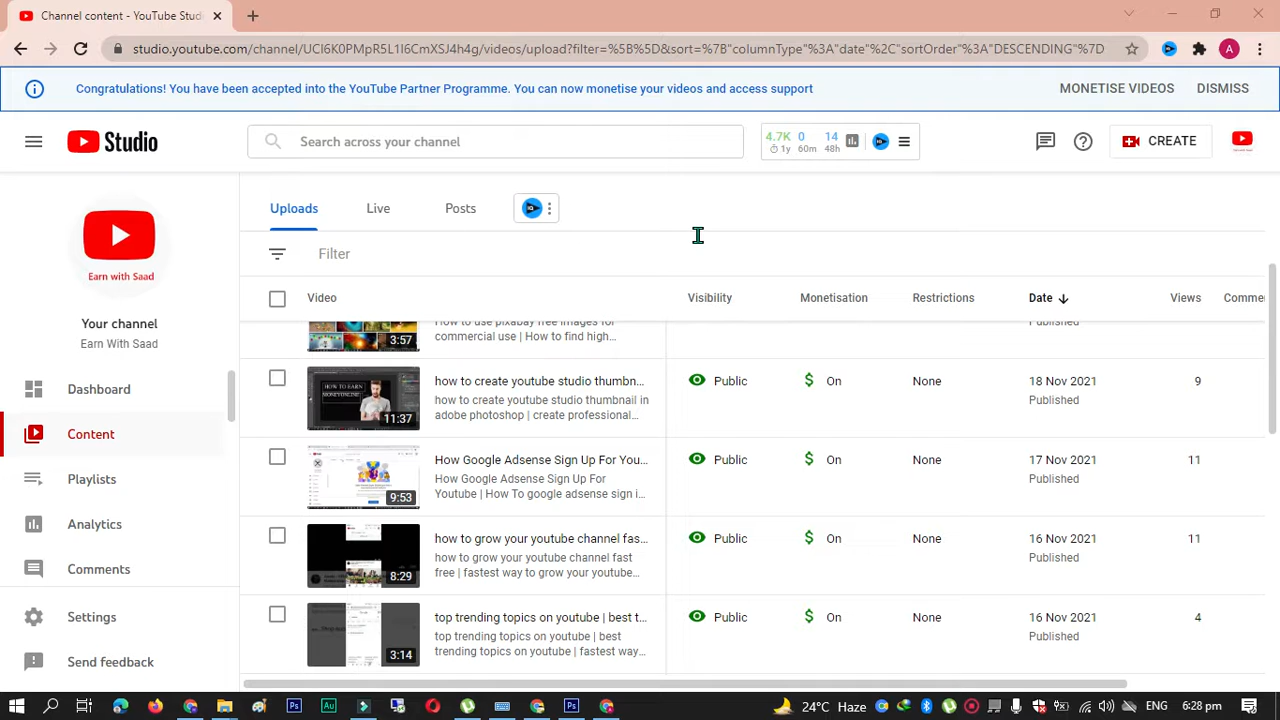 Channel content - YouTube Stud
studio.youtube.com/channel/UCI6K0PMpR5L1I6CmXSJ4h4g/videos/upload?filter=%5B%5D&sort=%7B"columnType"%3A"date"%2C"sortOrder"%3A"DESCENDING"%7D
A
Congratulations! You have been accepted into the YouTube Partner Programme. You can now monetise your videos and access support
MONETISE VIDEOS
DISMISS
Studio
Search across your channel
4.7K 0 14
1y 60m 48h
CREATE
Uploads
Live
Posts
Filter
Earn with Saad
Your channel
Earn With Saad
Dashboard
Content
Playlists
Analytics
Comments
Settings
Send feedback
Video
Visibility
Monetisation
Restrictions
Date
Views
Comme
How to use pixabay free images for
commercial use | How to find high...
3:57
Published
how to create youtube studio thumbn...
how to create youtube studio thumbnail in
adobe photoshop | create professional...
HOW TO EARN
MONEY ONLINE
11:37
Public
On
None
18 Nov 2021
Published
9
How Google Adsense Sign Up For You...
How Google Adsense Sign Up For
Youtube | How To google adsense sign i...
9:53
Public
On
None
17 Nov 2021
Published
11
how to grow your youtube channel fas...
how to grow your youtube channel fast
free | fastest way to grow your youtube...
8:29
Public
On
None
16 Nov 2021
Published
11
top trending topics on youtube | best t...
top trending topics on youtube | best
trending topics on youtube | fastest way...
3:14
Public
On
None
16 Nov 2021
Published
4
24°C Haze
ENG
6:28 pm